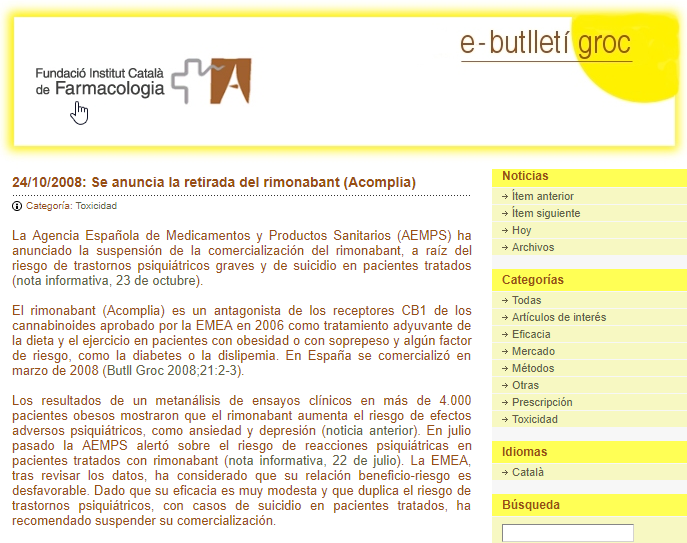 e-butlletí groc
Fundació Institut Català
de Farmacologia
24/10/2008: Se anuncia la retirada del rimonabant (Acomplia)
Categoría: Toxicidad
La Agencia Española de Medicamentos y Productos Sanitarios (AEMPS) ha
anunciado la suspensión de la comercialización del rimonabant, a raíz del
riesgo de trastornos psiquiátricos graves y de suicidio en pacientes tratados
(nota informativa, 23 de octubre).
El rimonabant (Acomplia) es un antagonista de los receptores CB1 de los
cannabinoides aprobado por la EMEA en 2006 como tratamiento adyuvante de
la dieta y el ejercicio en pacientes con obesidad o con soprepeso y algún factor
de riesgo, como la diabetes o la dislipemia. En España se comercializó en
marzo de 2008 (Butll Groc 2008;21:2-3).
Los resultados de un metanálisis de ensayos clínicos en más de 4.000
pacientes obesos mostraron que el rimonabant aumenta el riesgo de efectos
adversos psiquiátricos, como ansiedad y depresión (noticia anterior). En julio
pasado la AEMPS alertó sobre el riesgo de reacciones psiquiátricas en
pacientes tratados con rimonabant (nota informativa, 22 de julio). La EMEA,
tras revisar los datos, ha considerado que su relación beneficio-riesgo es
desfavorable. Dado que su eficacia es muy modesta y que duplica el riesgo de
trastornos psiquiátricos, con casos de suicidio en pacientes tratados, ha
recomendado suspender su comercialización.
Noticias
Ítem anterior
Ítem siguiente
Hoy
Archivos
Categorías
Todas
Artículos de interés
Eficacia
Mercado
Métodos
Otras
Prescripción
Toxicidad
Idiomas
Català
Búsqueda